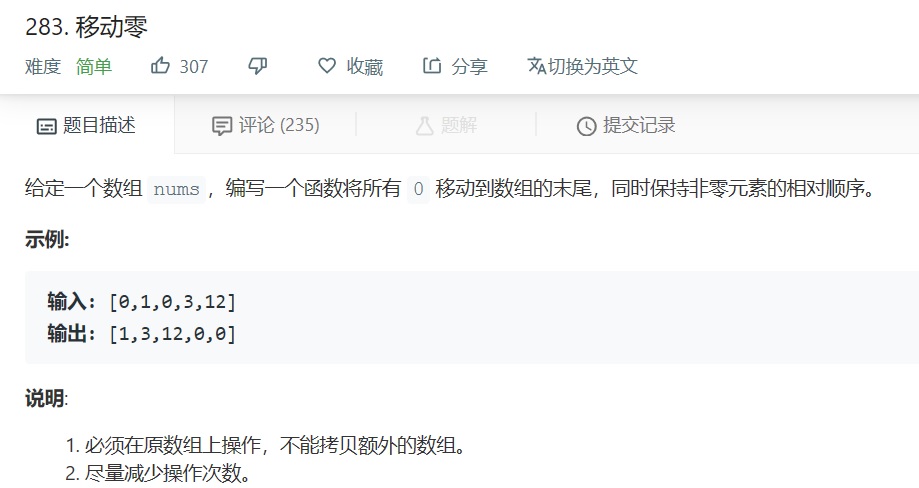 283. 移动零
难度 简单 307 收藏 分享 切换为英文
题目描述 评论 (235) 题解 提交记录
给定一个数组 nums，编写一个函数将所有 0 移动到数组的末尾，同时保持非零元素的相对顺序。
示例:
输入: [0,1,0,3,12]
输出: [1,3,12,0,0]
说明:
1. 必须在原数组上操作，不能拷贝额外的数组。
2. 尽量减少操作次数。